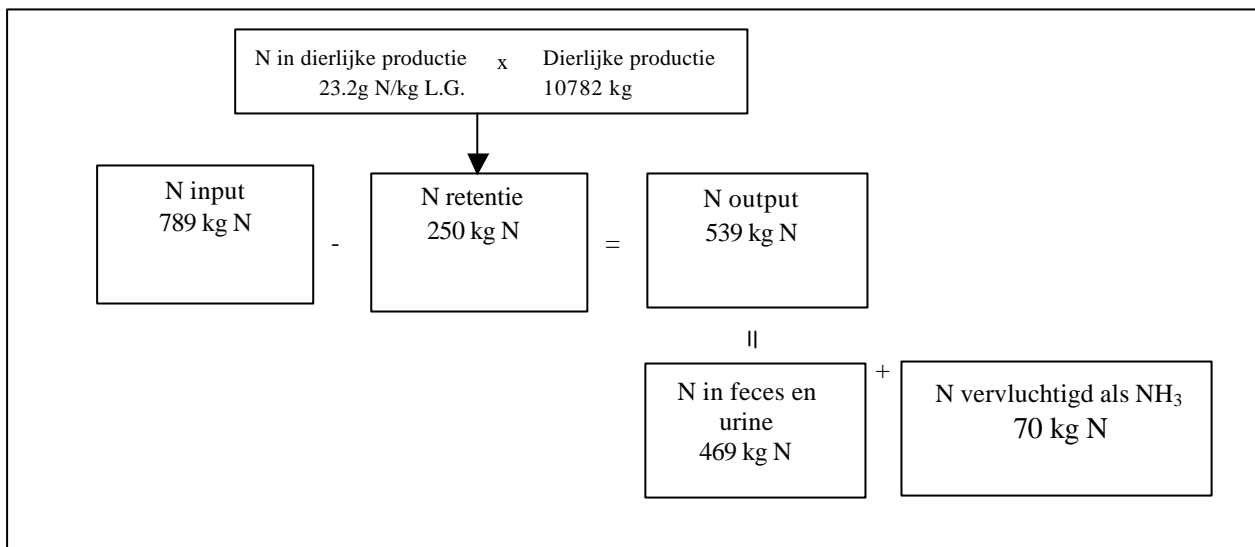 N in dierlijke productie x Dierlijke productie
23.2g N/kg L.G. 10782 kg
N input
789 kg N
-
N retentie
250 kg N
=
N output
539 kg N
=
N in feces en
urine
469 kg N
+
N vervluchtigd als NH₃
70 kg N